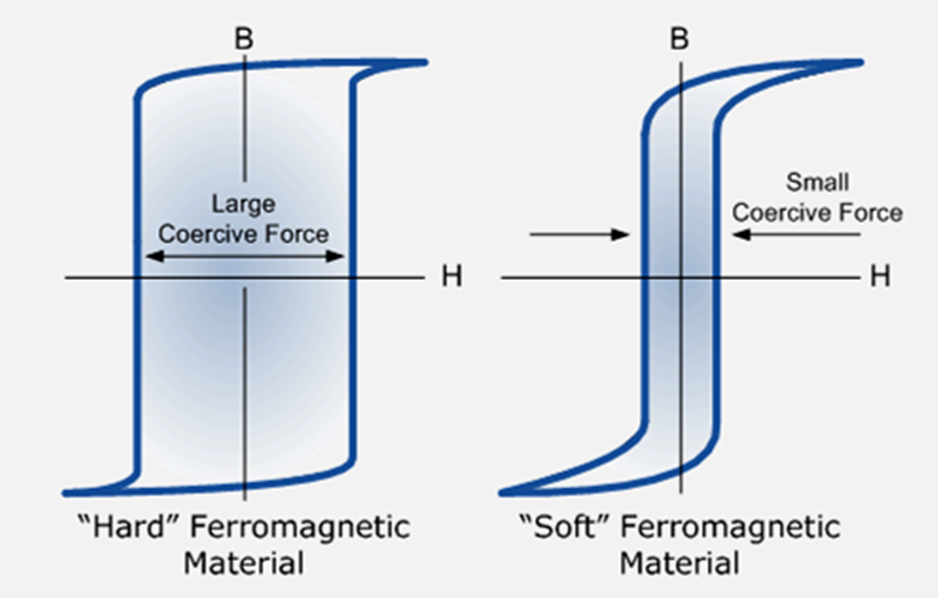 B
Large
Coercive Force
H
“Hard” Ferromagnetic
Material
B
Small
Coercive Force
H
“Soft” Ferromagnetic
Material